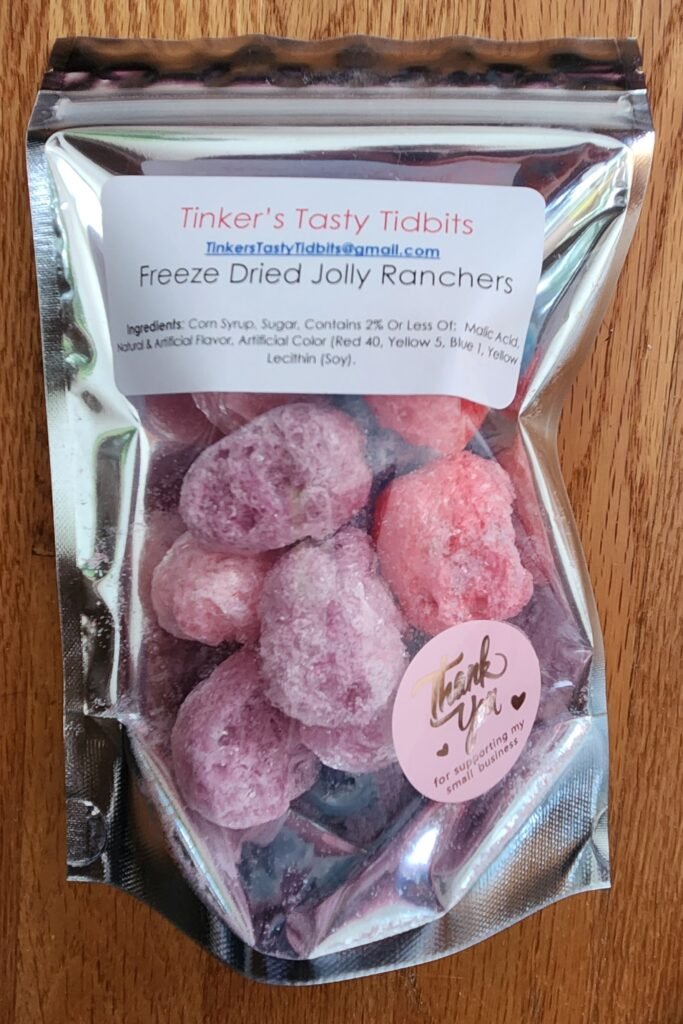 Tinker's Tasty Tidbits
TinkersTastyTidbits@gmail.com
Freeze Dried Jolly Ranchers
Ingredients: Corn Syrup, Sugar, Contains 2% Or Less Of: Malic Acid,
Natural & Artificial Flavor, Artificial Color (Red 40, Yellow 5, Blue 1, Yellow
Lecithin (Soy).
Thank
You
for supporting my
small business